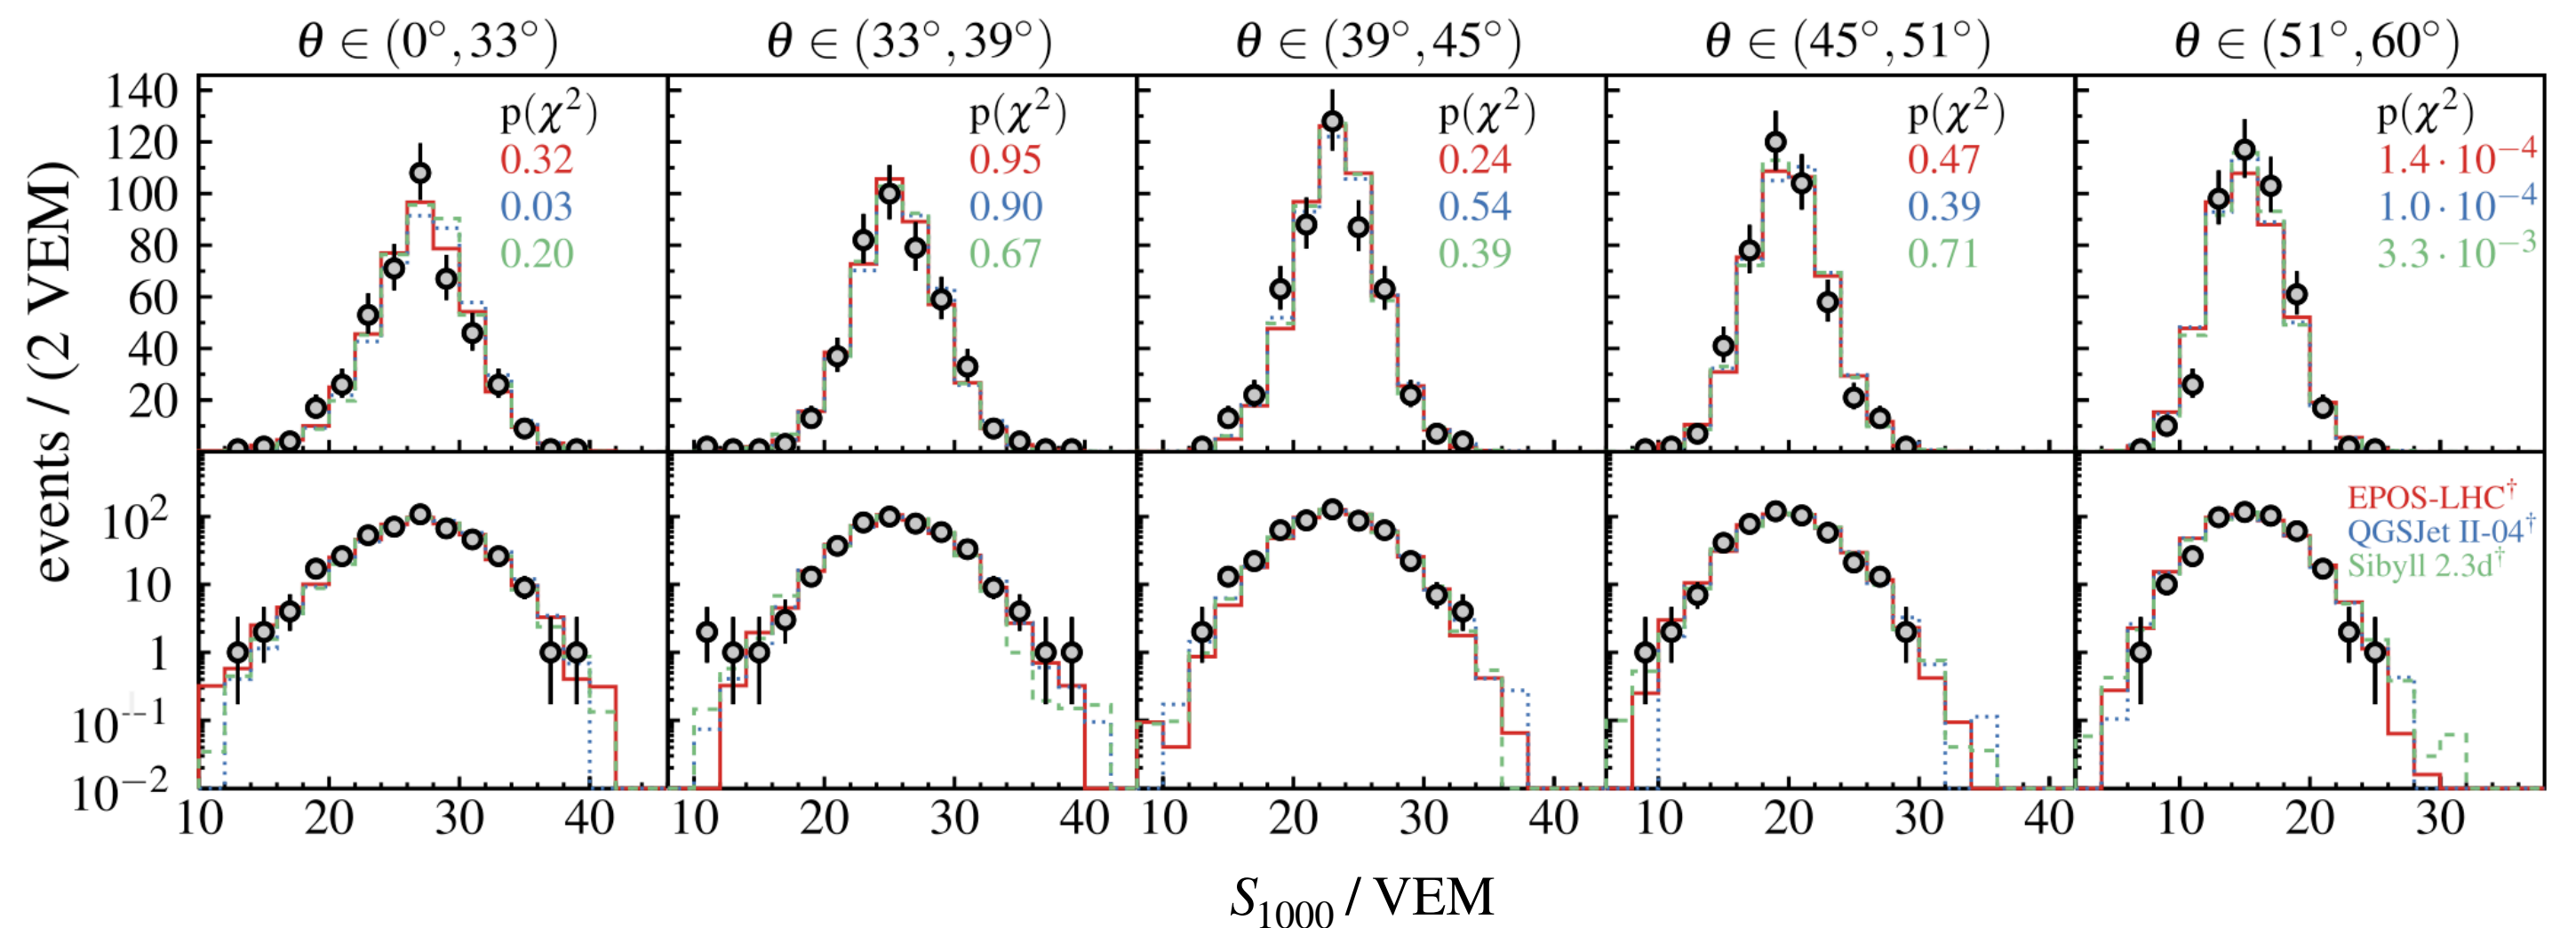 θ ∈ (0°, 33°)
θ ∈ (33°, 39°)
θ ∈ (39°, 45°)
θ ∈ (45°, 51°)
θ ∈ (51°, 60°)
events / (2 VEM)
140
120
100
80
60
40
20
p(χ²)
0.32
0.03
0.20
p(χ²)
0.95
0.90
0.67
p(χ²)
0.24
0.54
0.39
p(χ²)
0.47
0.39
0.71
p(χ²)
1.4 · 10⁻⁴
1.0 · 10⁻⁴
3.3 · 10⁻³
10²
10
1
10⁻¹
10⁻²
EPOS-LHC†
QGSJet II-04†
Sibyll 2.3d†
10 20 30 40
10 20 30 40
10 20 30 40
10 20 30 40
10 20 30
S₁₀₀₀ / VEM